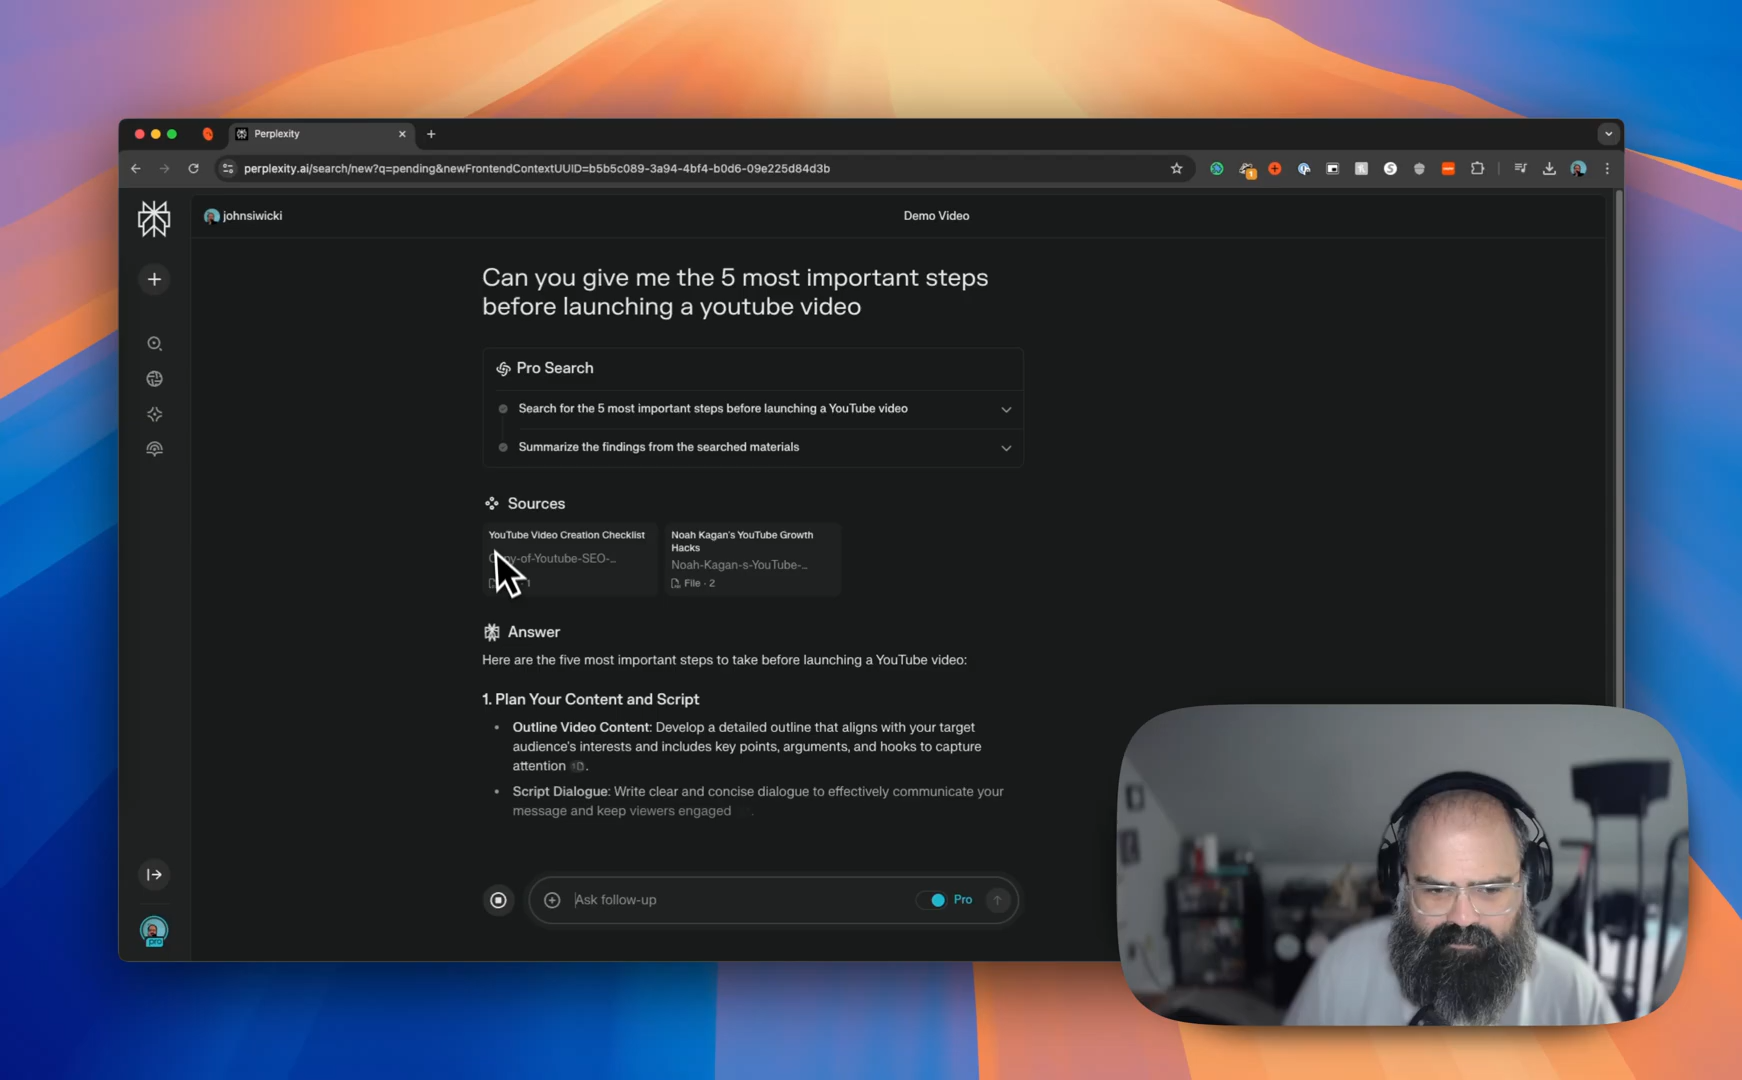 Perplexity
perplexity.ai/search/new?q=pending&newFrontendContextUUID=b5b5c089-3a94-4bf4-b0d6-09e225d84d3b
johnsiwicki
Demo Video
Can you give me the 5 most important steps
before launching a youtube video
Pro Search
Search for the 5 most important steps before launching a YouTube video
Summarize the findings from the searched materials
Sources
YouTube Video Creation Checklist
-of-Youtube-SEO-...
1
Noah Kagan's YouTube Growth
Hacks
Noah-Kagan-s-YouTube-...
File · 2
Answer
Here are the five most important steps to take before launching a YouTube video:
1. Plan Your Content and Script
Outline Video Content: Develop a detailed outline that aligns with your target
audience's interests and includes key points, arguments, and hooks to capture
attention
Script Dialogue: Write clear and concise dialogue to effectively communicate your
message and keep viewers engaged
Ask follow-up
Pro
pro